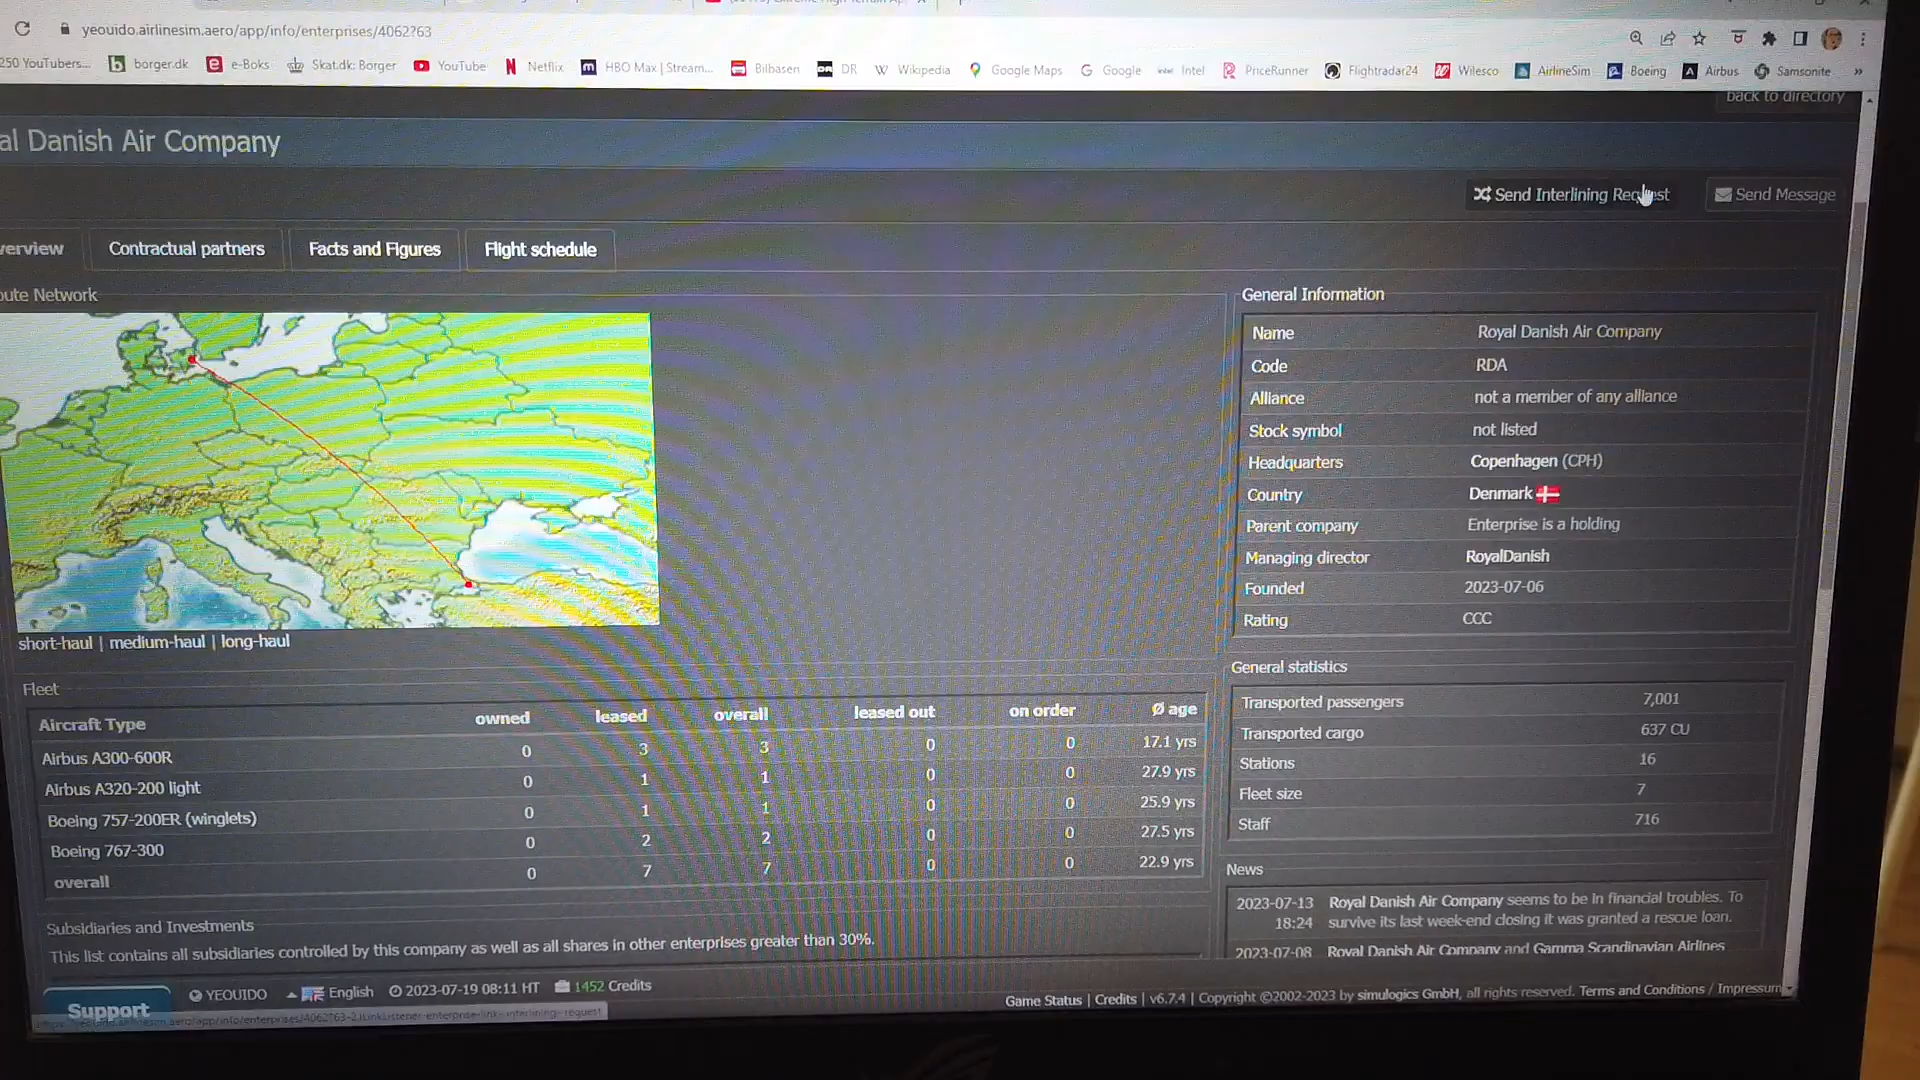 yeouido.airlinesim.aero/app/info/enterprises/4062?63
250 YouTubers... borger.dk e-Boks Skat.dk: Borger YouTube Netflix HBO Max | Stream... Bilbasen DR Wikipedia Google Maps Google Intel PriceRunner Flightradar24 Wilesco AirlineSim Boeing Airbus Samsonite »
back to directory
al Danish Air Company
Send Interlining Request Send Message
verview Contractual partners Facts and Figures Flight schedule
oute Network
short-haul | medium-haul | long-haul
Fleet
Aircraft Type owned leased overall leased out on order Ø age
Airbus A300-600R 0 3 3 0 0 17.1 yrs
Airbus A320-200 light 0 1 1 0 0 27.9 yrs
Boeing 757-200ER (winglets) 0 1 1 0 0 25.9 yrs
Boeing 767-300 0 2 2 0 0 27.5 yrs
overall 0 7 7 0 0 22.9 yrs
Subsidiaries and Investments
This list contains all subsidiaries controlled by this company as well as all shares in other enterprises greater than 30%.
General Information
Name Royal Danish Air Company
Code RDA
Alliance not a member of any alliance
Stock symbol not listed
Headquarters Copenhagen (CPH)
Country Denmark
Parent company Enterprise is a holding
Managing director RoyalDanish
Founded 2023-07-06
Rating CCC
General statistics
Transported passengers 7,001
Transported cargo 637 CU
Stations 16
Fleet size 7
Staff 716
News
2023-07-13 Royal Danish Air Company seems to be in financial troubles. To
18:24 survive its last week-end closing it was granted a rescue loan.
2023-07-08 Royal Danish Air Company and Gamma Scandinavian Airlines
Support YEOUIDO English 2023-07-19 08:11 HT 1452 Credits
Game Status | Credits | v6.7.4 | Copyright ©2002-2023 by simulogics GmbH, all rights reserved. Terms and Conditions / Impressum